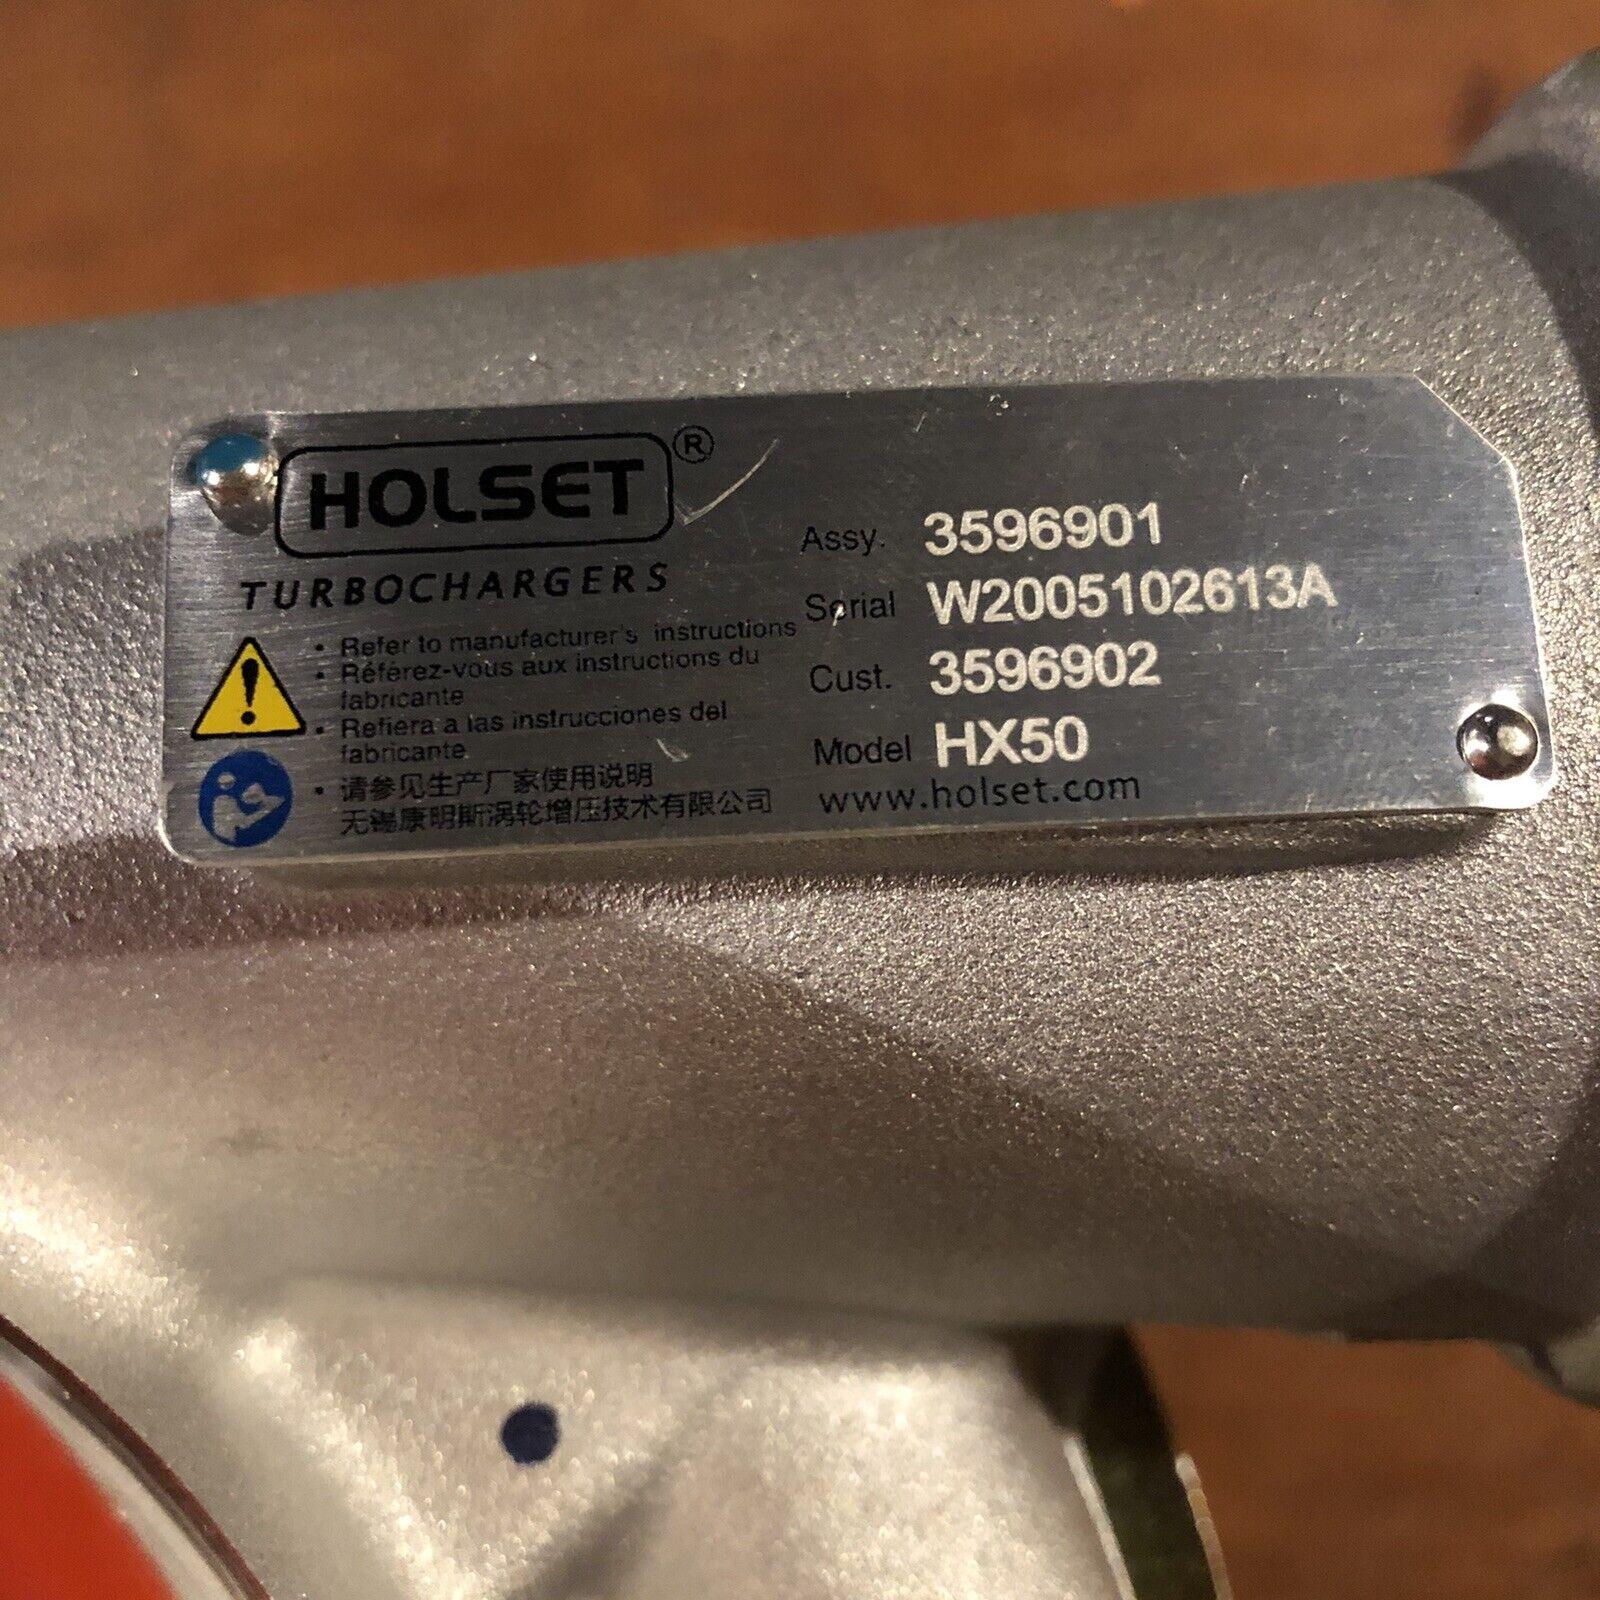 HOLSET®
TURBOCHARGERS
• Refer to manufacturer's instructions
• Référez-vous aux instructions du
fabricante
• Refiera a las instrucciones del
fabricante
• 请参见生产厂家使用说明
无锡康明斯涡轮增压技术有限公司
Assy. 3596901
Serial W2005102613A
Cust. 3596902
Model HX50
www.holset.com